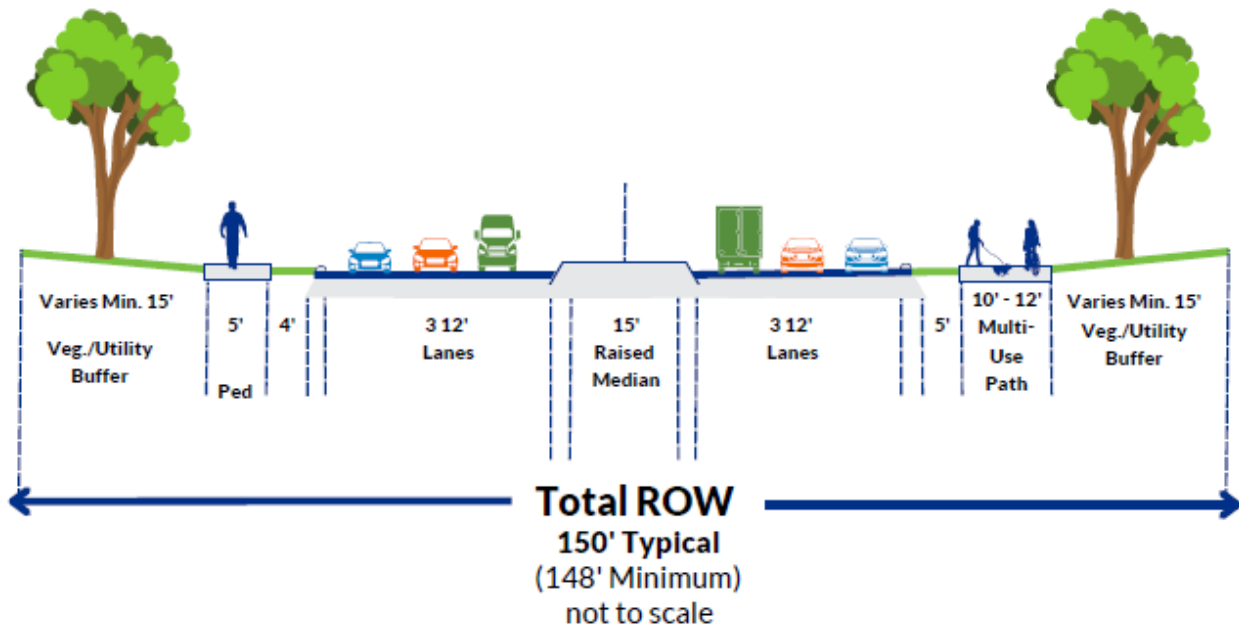 Varies Min. 15'
Veg./Utility
Buffer
5'
Ped
4'
3 12'
Lanes
15'
Raised
Median
3 12'
Lanes
5'
10' - 12'
Multi-
Use
Path
Varies Min. 15'
Veg./Utility
Buffer
Total ROW
150' Typical
(148' Minimum)
not to scale